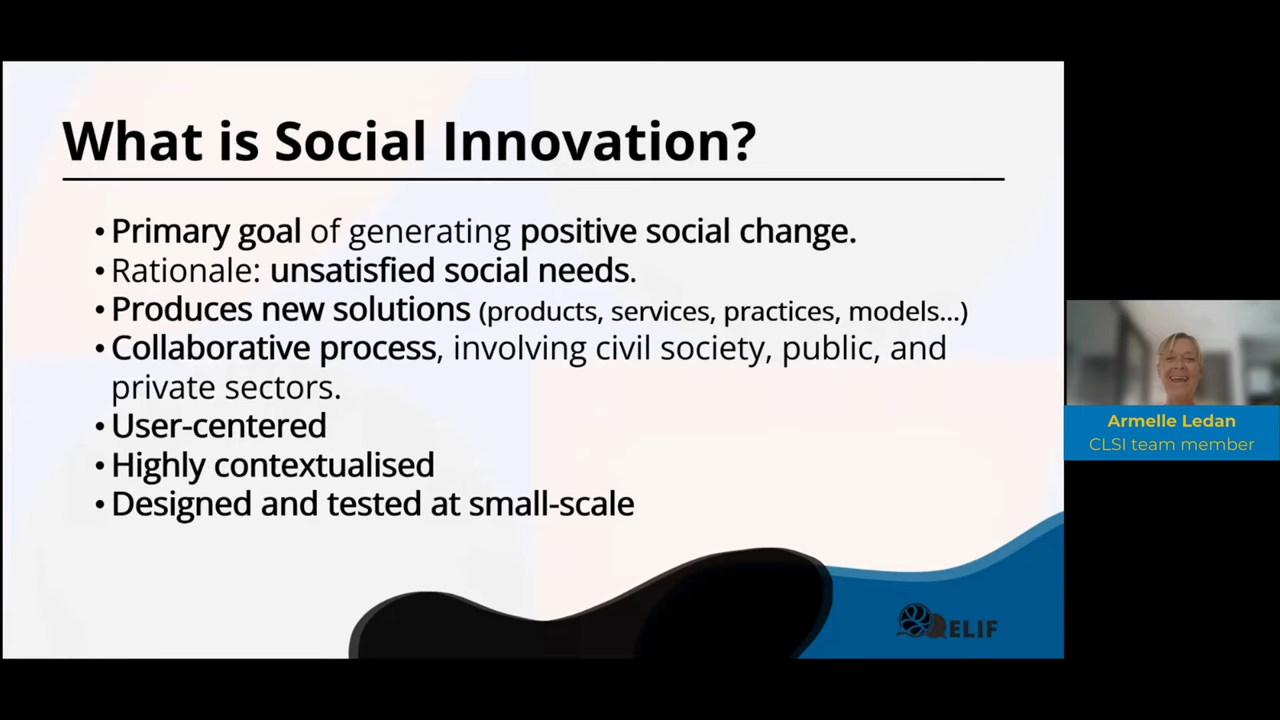 What is Social Innovation?
• Primary goal of generating positive social change.
• Rationale: unsatisfied social needs.
• Produces new solutions (products, services, practices, models...)
• Collaborative process, involving civil society, public, and
private sectors.
• User-centered
• Highly contextualised
• Designed and tested at small-scale
Armelle Ledan
CLSI team member
ELIF